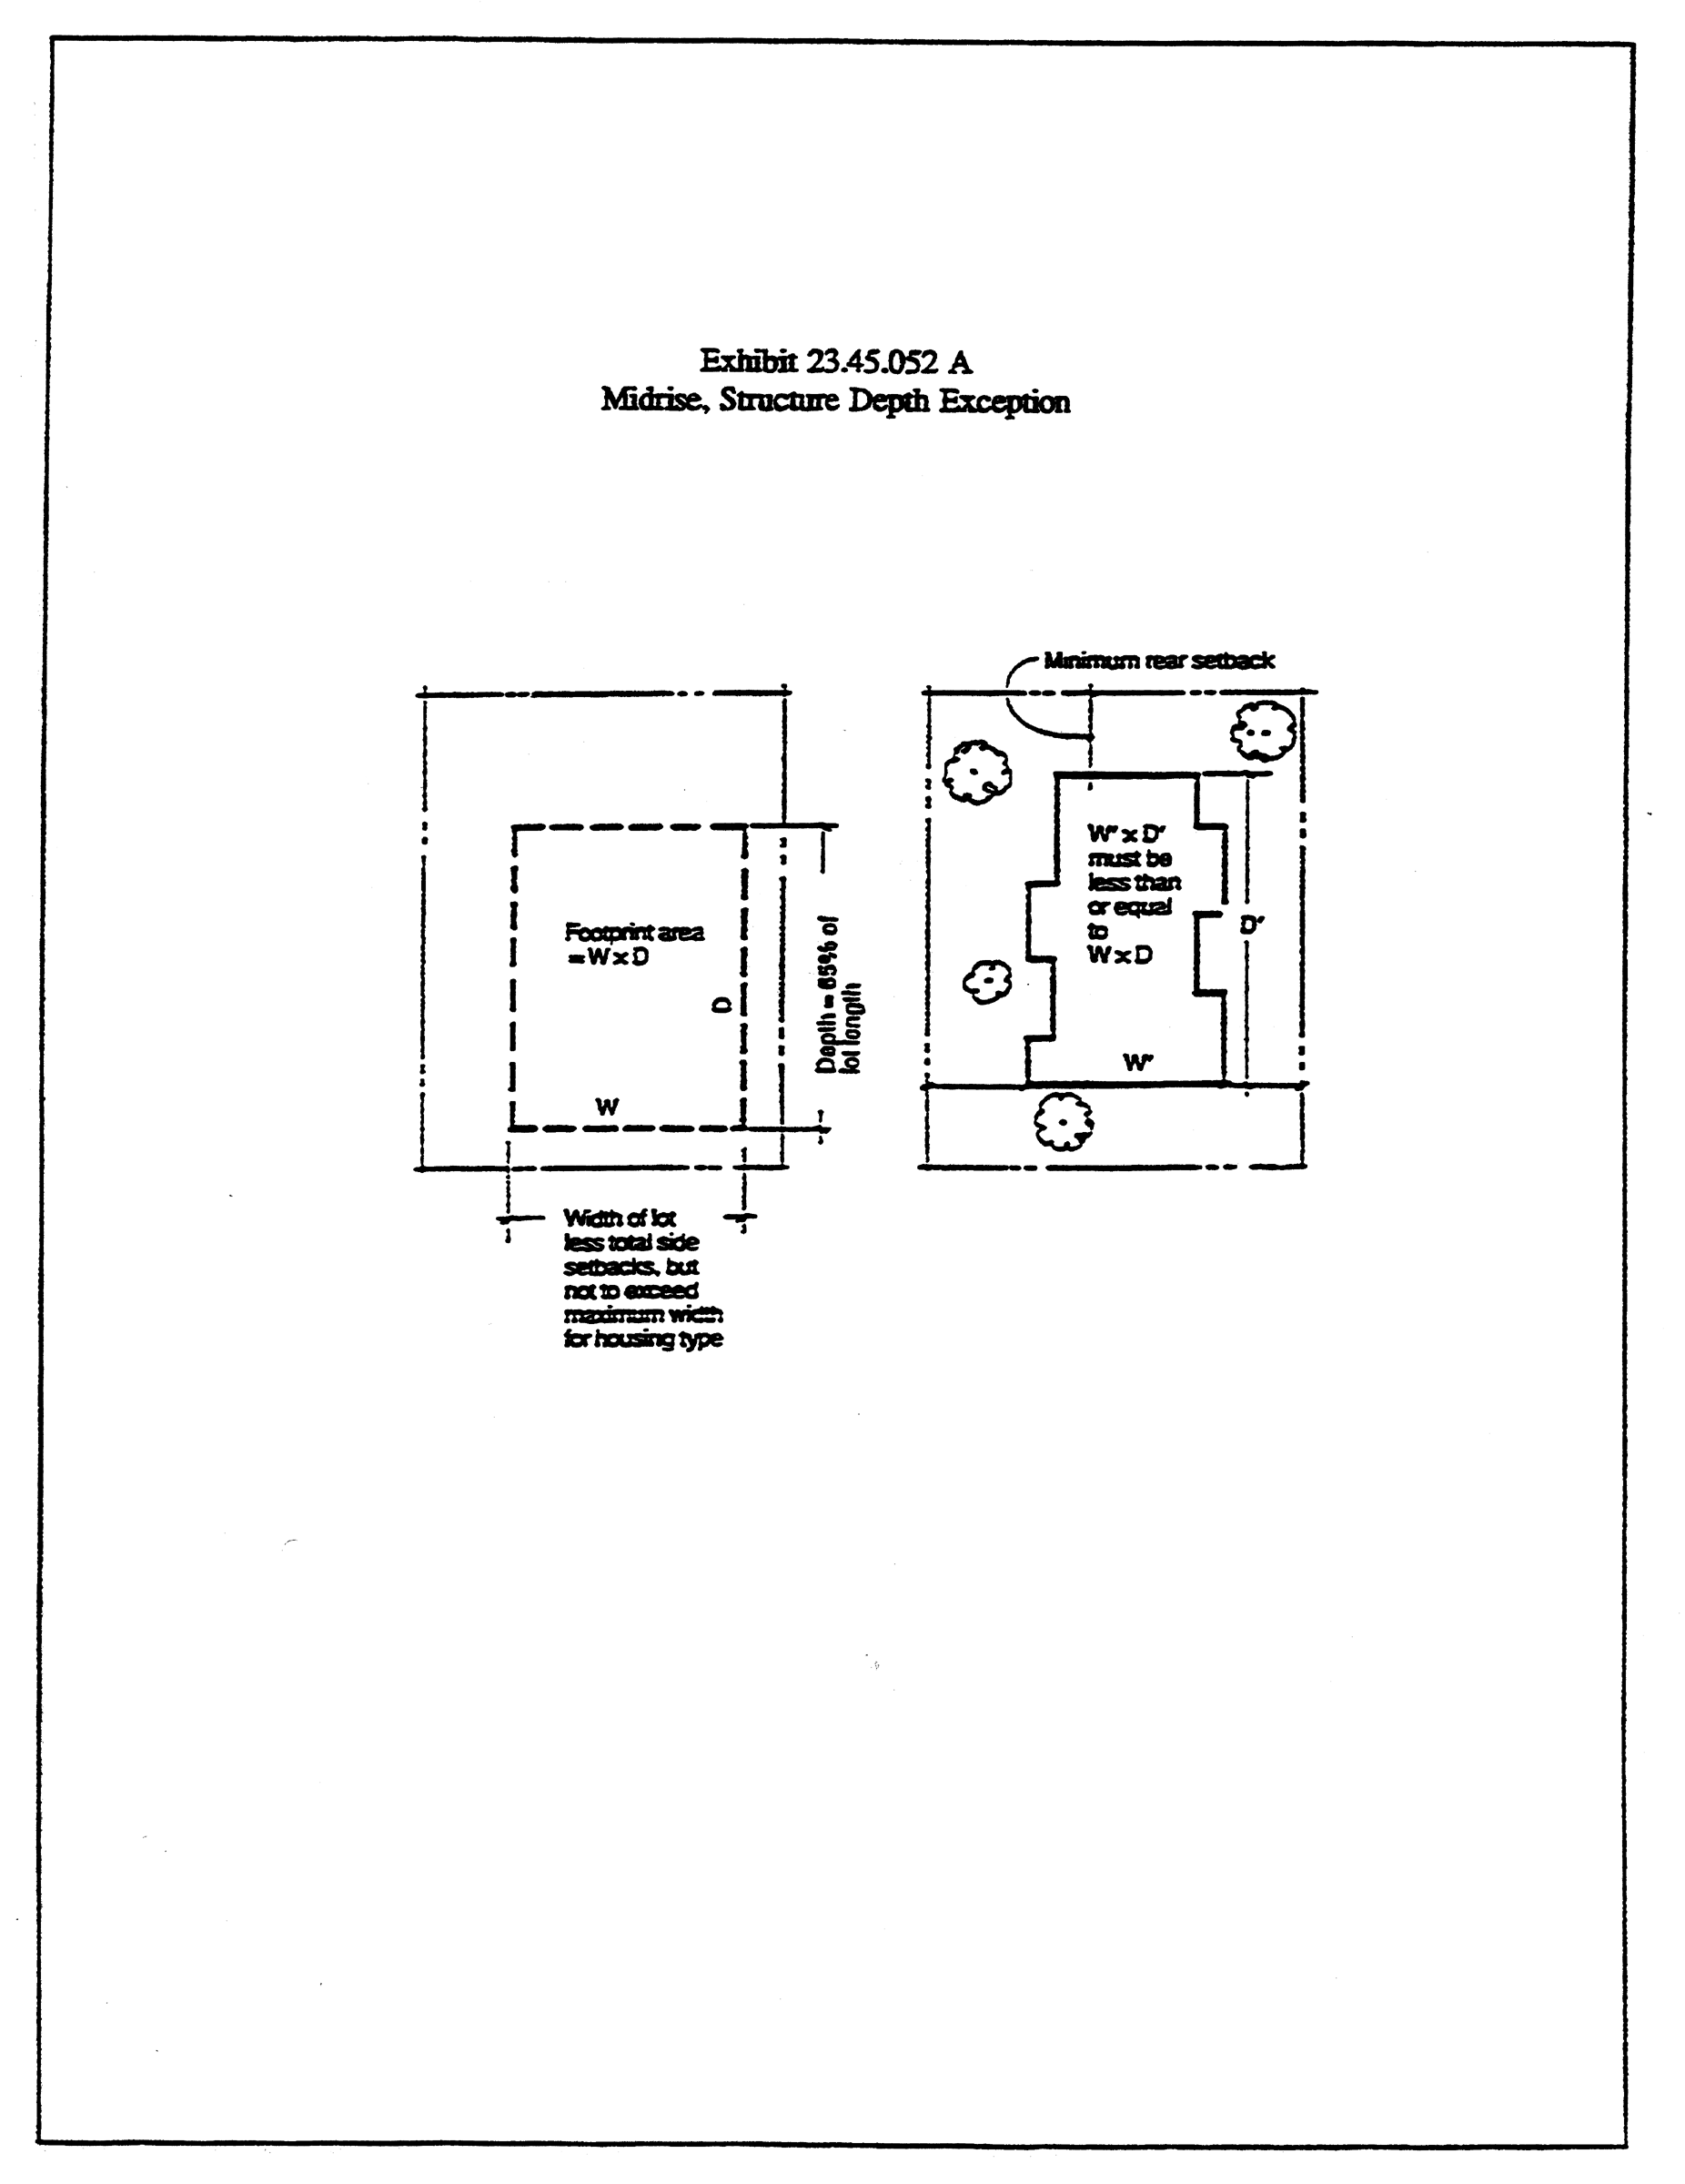 Exhibit 23.45.052 A
Midrise, Structure Depth Exception
Footprint area
= W x D
D
W
Depth = 65% of
lot length
Width of lot
less total side
setbacks, but
not to exceed
maximum width
for housing type
Minimum rear setback
W' x D'
must be
less than
or equal
to
W x D
D'
W'